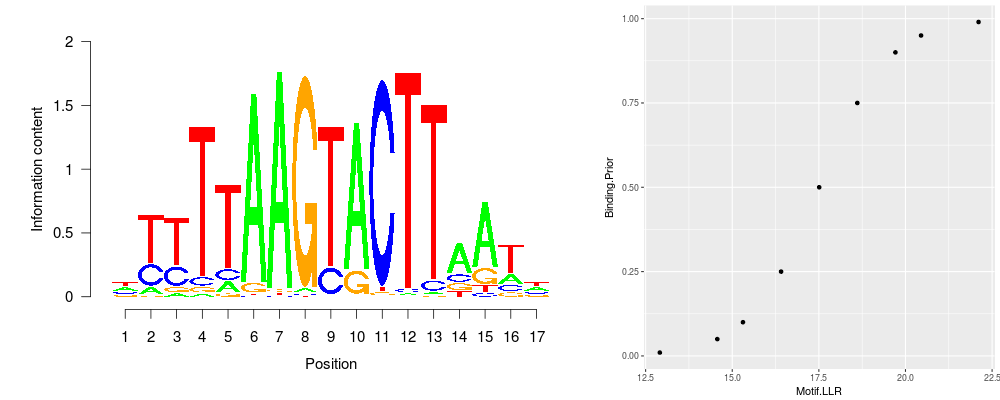 2
1.5
1
0.5
0
Information content
1 2 3 4 5 6 7 8 9 10 11 12 13 14 15 16 17
Position
T T T T A A G T A C T T A A T
C C C C G C G C G G A
1.00
0.75
0.50
0.25
0.00
Binding.Prior
12.5 15.0 17.5 20.0 22.5
Motif.LLR